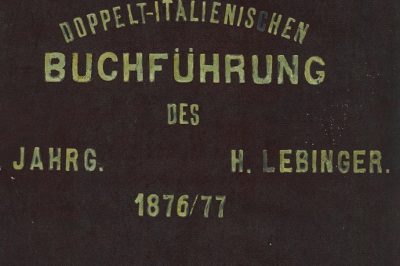 DOPPELT-ITALIENISCHEN
BUCHFÜHRUNG
DES
. JAHRG. H. LEBINGER.
1876/77